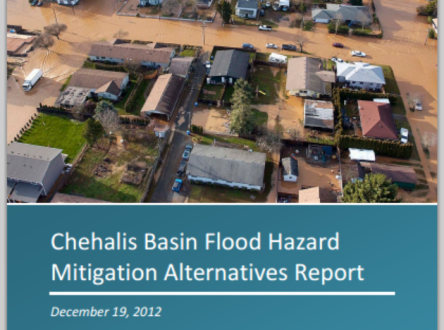 Chehalis Basin Flood Hazard
Mitigation Alternatives Report
December 19, 2012